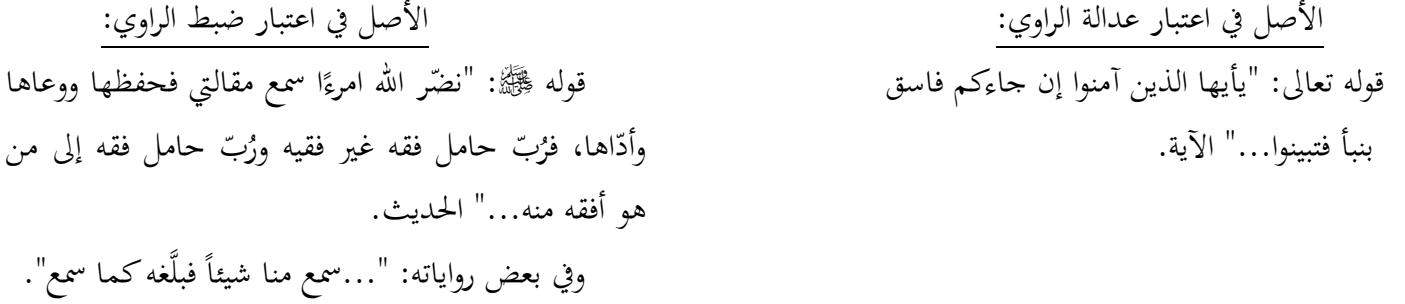 الأصل في اعتبار عدالة الراوي:
قوله تعالى: "يأيها الذين آمنوا إن جاءكم فاسق
بنبأ فتبينوا..." الآية.
الأصل في اعتبار ضبط الراوي:
قوله ﷺ: "نضّر الله امرءًا سمع مقالتي فحفظها ووعاها
وأدّاها، فرُبّ حامل فقه غير فقيه ورُبّ حامل فقه إلى من
هو أفقه منه..." الحديث.
وفي بعض رواياته: "...سمع منا شيئاً فبلَّغه كما سمع".